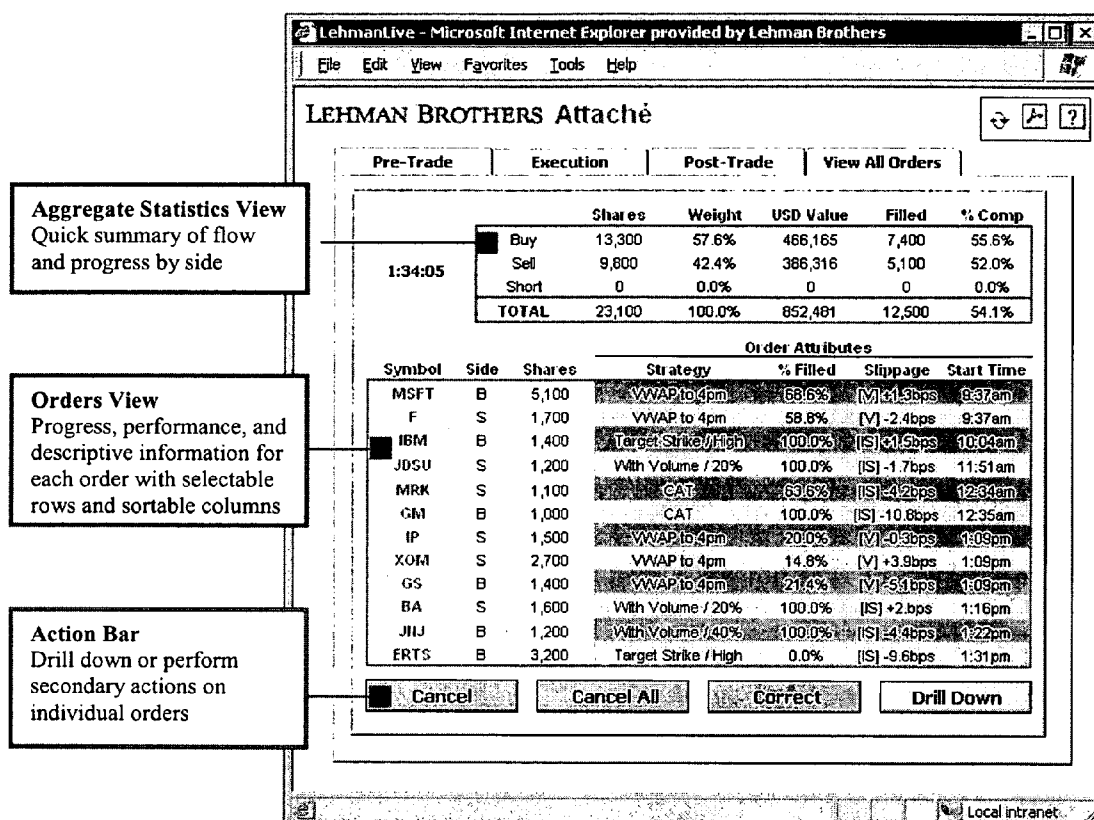 LehmanLive - Microsoft Internet Explorer provided by Lehman Brothers
File Edit View Favorites Tools Help
LEHMAN BROTHERS Attaché
?
Pre-Trade Execution Post-Trade View All Orders
Aggregate Statistics View
Quick summary of flow
and progress by side
1:34:05
Shares Weight USD Value Filled % Comp
Buy 13,300 57.6% 466,165 7,400 55.6%
Sell 9,800 42.4% 386,316 5,100 52.0%
Short 0 0.0% 0 0 0.0%
TOTAL 23,100 100.0% 852,481 12,500 54.1%
Order Attributes
Symbol Side Shares Strategy % Filled Slippage Start Time
MSFT B 5,100 VWAP to 4pm 68.6% [V] +1.3bps 9:37am
F S 1,700 VWAP to 4pm 58.8% [V] -2.4bps 9:37am
IBM B 1,400 Target Strike / High 100.0% [IS] +1.5bps 10:04am
JDSU S 1,200 With Volume / 20% 100.0% [IS] -1.7bps 11:51am
MRK S 1,100 CAT 63.6% [IS] -4.2bps 12:34am
GM B 1,000 CAT 100.0% [IS] -10.8bps 12:35am
IP S 1,500 VWAP to 4pm 20.0% [V] -0.3bps 1:09pm
XOM S 2,700 VWAP to 4pm 14.8% [V] +3.9bps 1:09pm
GS B 1,400 VWAP to 4pm 21.4% [V] -5.1bps 1:09pm
BA S 1,600 With Volume / 20% 100.0% [IS] +2.bps 1:16pm
JNJ B 1,200 With Volume / 40% 100.0% [IS] -4.4bps 1:22pm
ERTS B 3,200 Target Strike / High 0.0% [IS] -9.6bps 1:31pm
Orders View
Progress, performance, and
descriptive information for
each order with selectable
rows and sortable columns
Action Bar
Drill down or perform
secondary actions on
individual orders
Cancel Cancel All Correct Drill Down
Local intranet